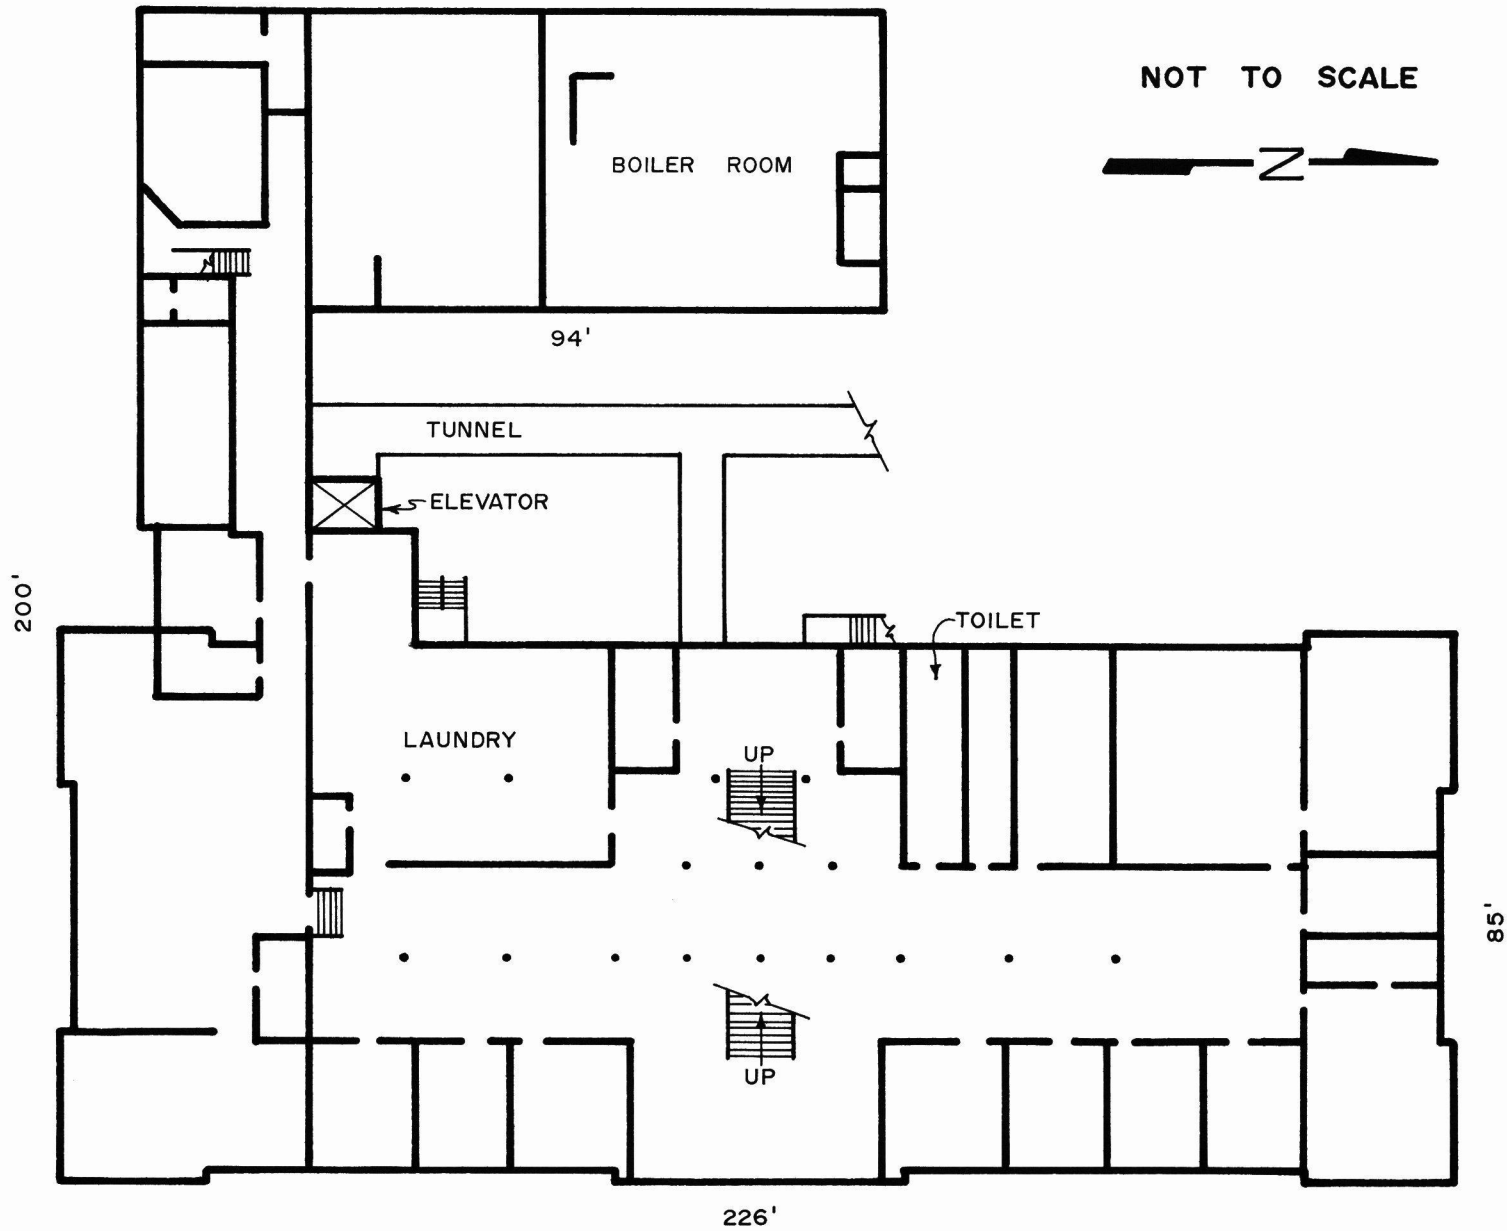 NOT TO SCALE
N
BOILER ROOM
94'
TUNNEL
ELEVATOR
200'
TOILET
LAUNDRY
UP
85'
UP
226'